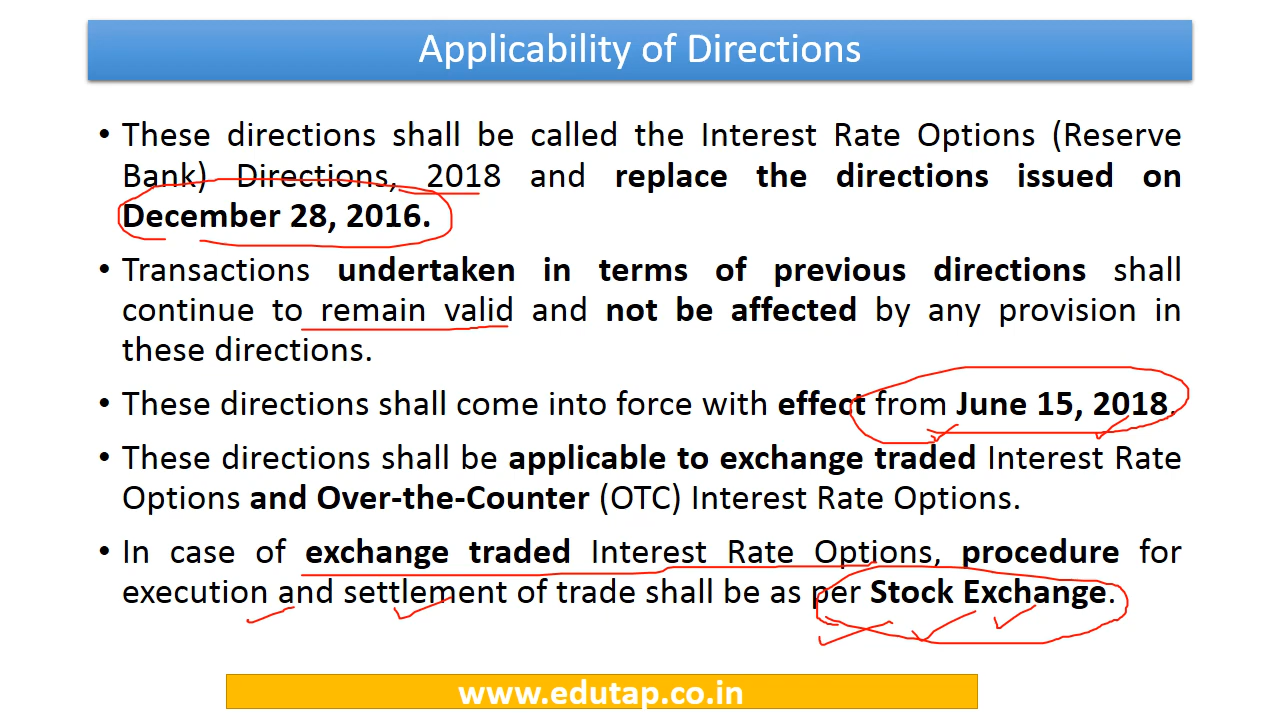 Applicability of Directions
• These directions shall be called the Interest Rate Options (Reserve
Bank) Directions, 2018 and replace the directions issued on
December 28, 2016.
• Transactions undertaken in terms of previous directions shall
continue to remain valid and not be affected by any provision in
these directions.
• These directions shall come into force with effect from June 15, 2018.
• These directions shall be applicable to exchange traded Interest Rate
Options and Over-the-Counter (OTC) Interest Rate Options.
• In case of exchange traded Interest Rate Options, procedure for
execution and settlement of trade shall be as per Stock Exchange.
www.edutap.co.in